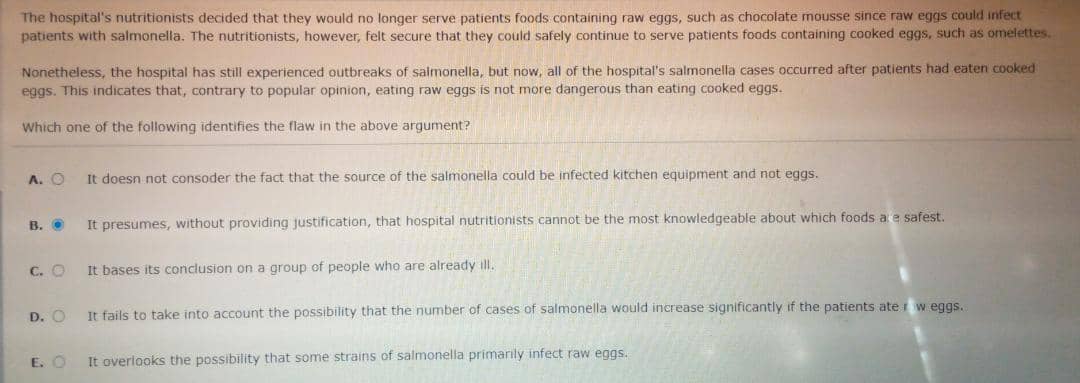 The hospital's nutritionists decided that they would no longer serve patients foods containing raw eggs, such as chocolate mousse since raw eggs could infect
patients with salmonella. The nutritionists, however, felt secure that they could safely continue to serve patients foods containing cooked eggs, such as omelettes.
Nonetheless, the hospital has still experienced outbreaks of salmonella, but now, all of the hospital's salmonella cases occurred after patients had eaten cooked
eggs. This indicates that, contrary to popular opinion, eating raw eggs is not more dangerous than eating cooked eggs.
Which one of the following identifies the flaw in the above argument?
A. It doesn not consoder the fact that the source of the salmonella could be infected kitchen equipment and not eggs.
B. It presumes, without providing justification, that hospital nutritionists cannot be the most knowledgeable about which foods are safest.
C. It bases its conclusion on a group of people who are already ill.
D. It fails to take into account the possibility that the number of cases of salmonella would increase significantly if the patients ate raw eggs.
E. It overlooks the possibility that some strains of salmonella primarily infect raw eggs.